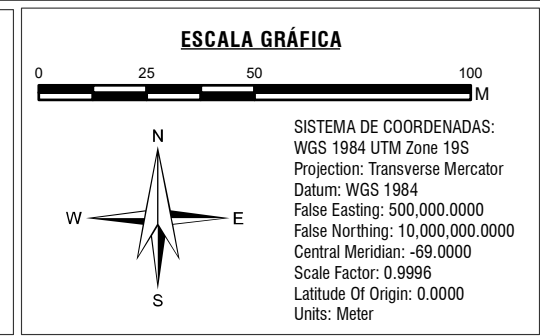 ESCALA GRÁFICA
0 25 50 100
M
N
W E
S
SISTEMA DE COORDENADAS:
WGS 1984 UTM Zone 19S
Projection: Transverse Mercator
Datum: WGS 1984
False Easting: 500,000.0000
False Northing: 10,000,000.0000
Central Meridian: -69.0000
Scale Factor: 0.9996
Latitude Of Origin: 0.0000
Units: Meter